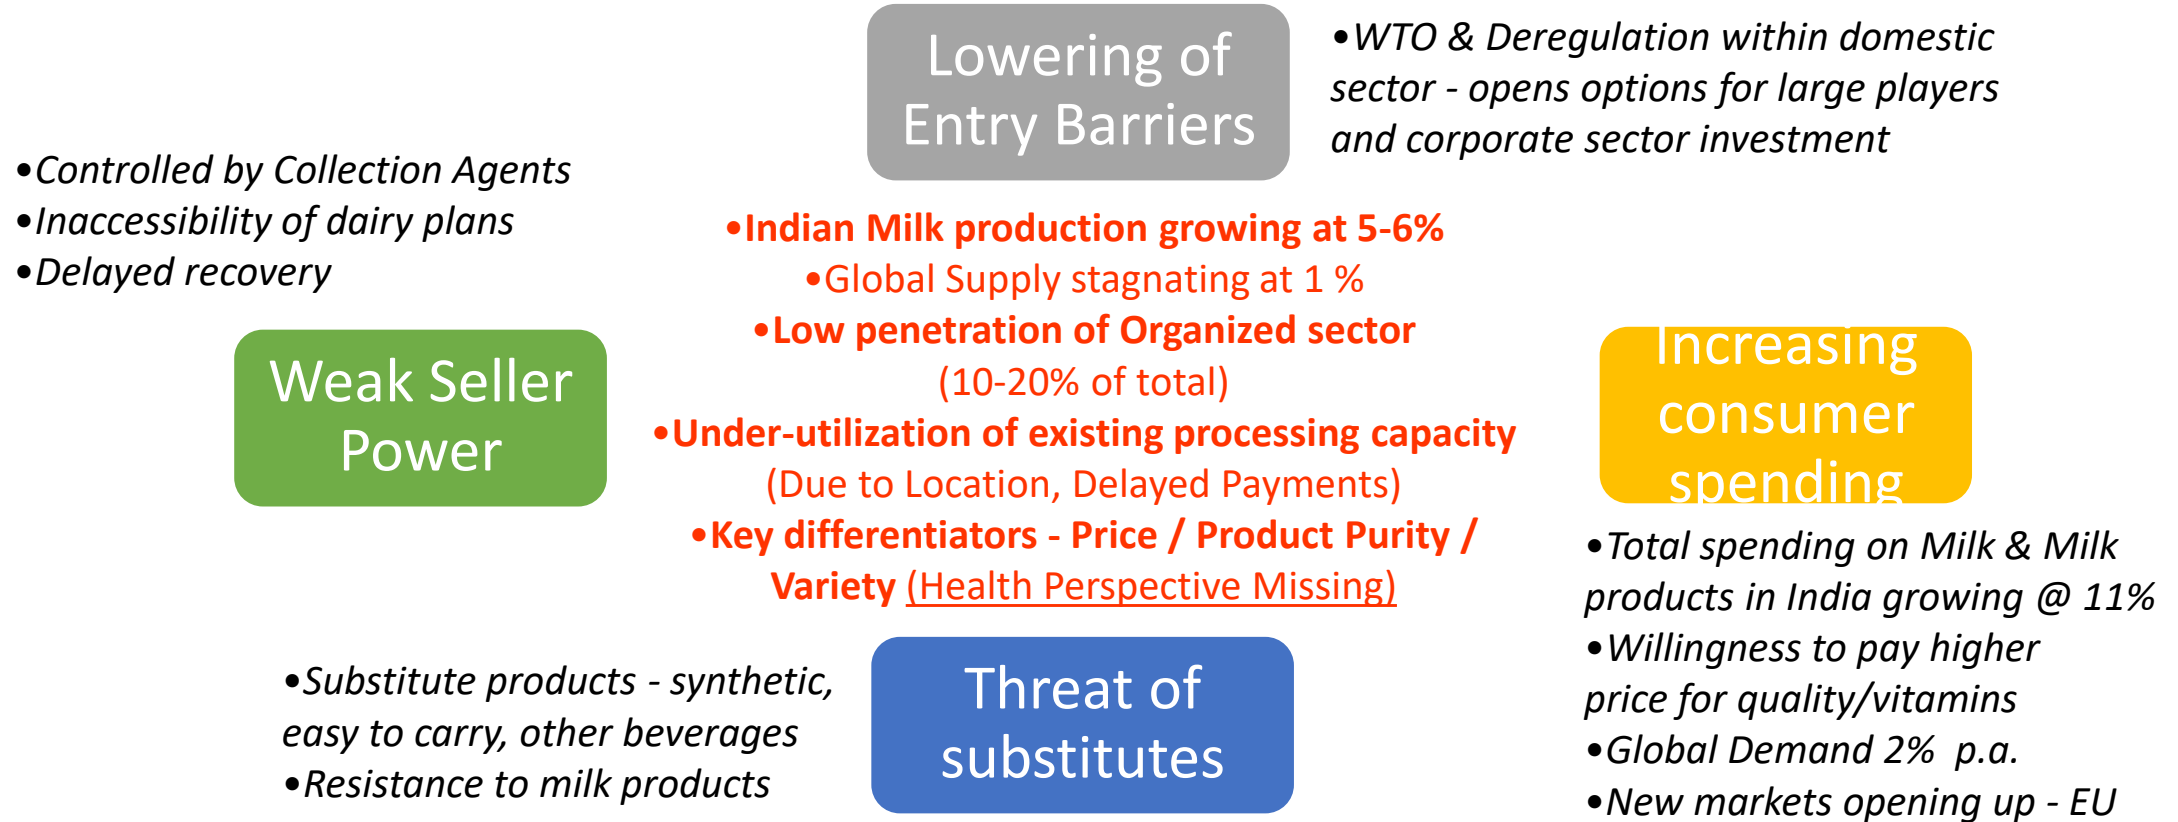 Lowering of
Entry Barriers
•WTO & Deregulation within domestic
sector - opens options for large players
and corporate sector investment
•Controlled by Collection Agents
•Inaccessibility of dairy plans
•Delayed recovery
Weak Seller
Power
•Indian Milk production growing at 5-6%
•Global Supply stagnating at 1 %
•Low penetration of Organized sector
(10-20% of total)
•Under-utilization of existing processing capacity
(Due to Location, Delayed Payments)
•Key differentiators - Price / Product Purity /
Variety (Health Perspective Missing)
Increasing
consumer
spending
•Total spending on Milk & Milk
products in India growing @ 11%
•Willingness to pay higher
price for quality/vitamins
•Global Demand 2% p.a.
•New markets opening up - EU
•Substitute products - synthetic,
easy to carry, other beverages
•Resistance to milk products
Threat of
substitutes